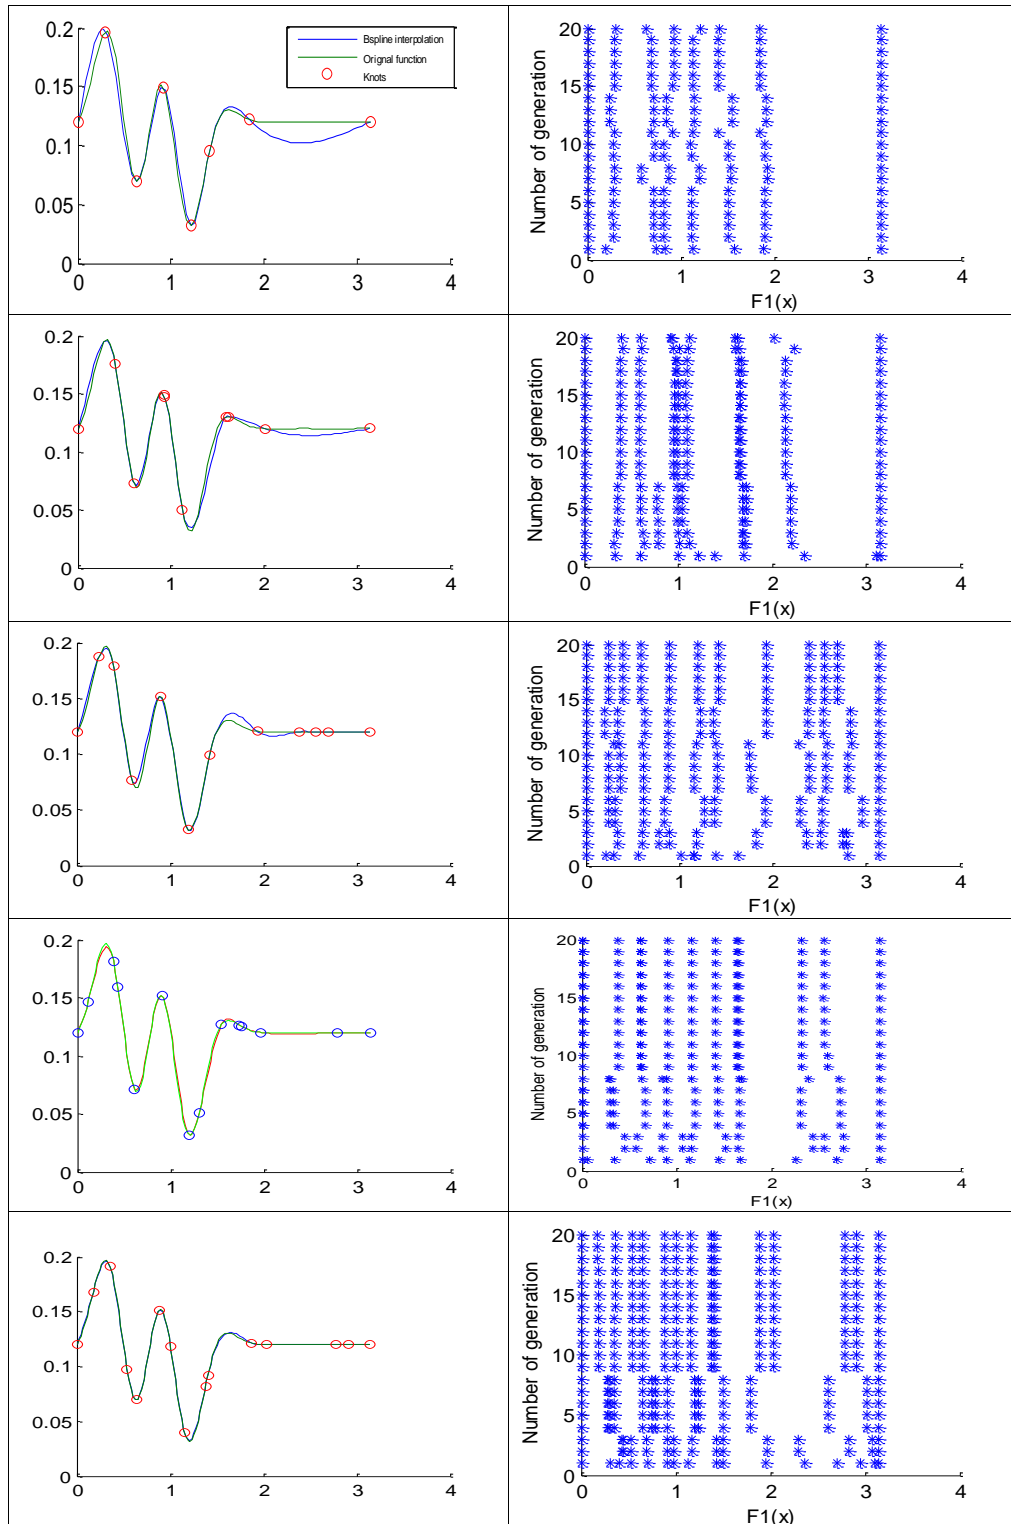 0.2
0.15
0.1
0.05
0
0 1 2 3 4
Bspline interpolation
Orignal function
Knots
Number of generation
20
15
10
5
0
0 1 2 3 4
F1(x)
0.2
0.15
0.1
0.05
0
0 1 2 3 4
Number of generation
20
15
10
5
0
0 1 2 3 4
F1(x)
0.2
0.15
0.1
0.05
0
0 1 2 3 4
Number of generation
20
15
10
5
0
0 1 2 3 4
F1(x)
0.2
0.15
0.1
0.05
0
0 1 2 3 4
Number of generation
20
15
10
5
0
0 1 2 3 4
F1(x)
0.2
0.15
0.1
0.05
0
0 1 2 3 4
Number of generation
20
15
10
5
0
0 1 2 3 4
F1(x)